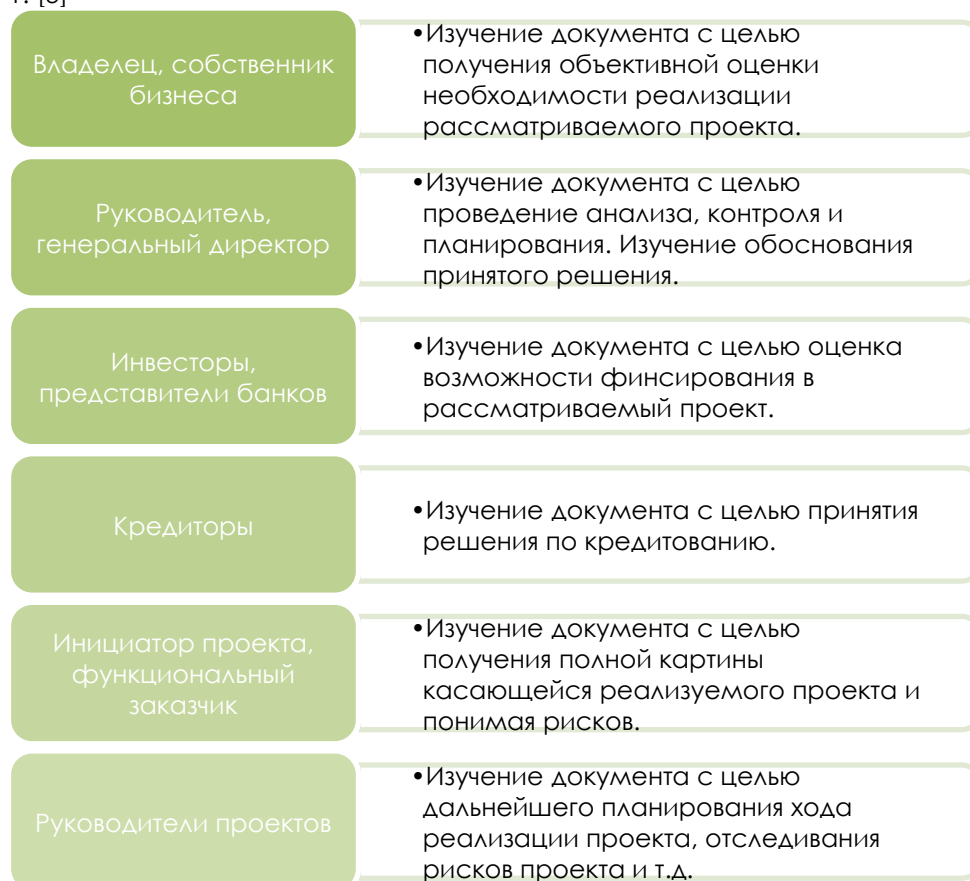 Владелец, собственник
бизнеса
•Изучение документа с целью
получения объективной оценки
необходимости реализации
рассматриваемого проекта.
Руководитель,
генеральный директор
•Изучение документа с целью
проведение анализа, контроля и
планирования. Изучение обоснования
принятого решения.
Инвесторы,
представители банков
•Изучение документа с целью оценка
возможности финсирования в
рассматриваемый проект.
Кредиторы
•Изучение документа с целью принятия
решения по кредитованию.
Инициатор проекта,
функциональный
заказчик
•Изучение документа с целью
получения полной картины
касающейся реализуемого проекта и
понимая рисков.
Руководители проектов
•Изучение документа с целью
дальнейшего планирования хода
реализации проекта, отследивания
рисков проекта и т.д.